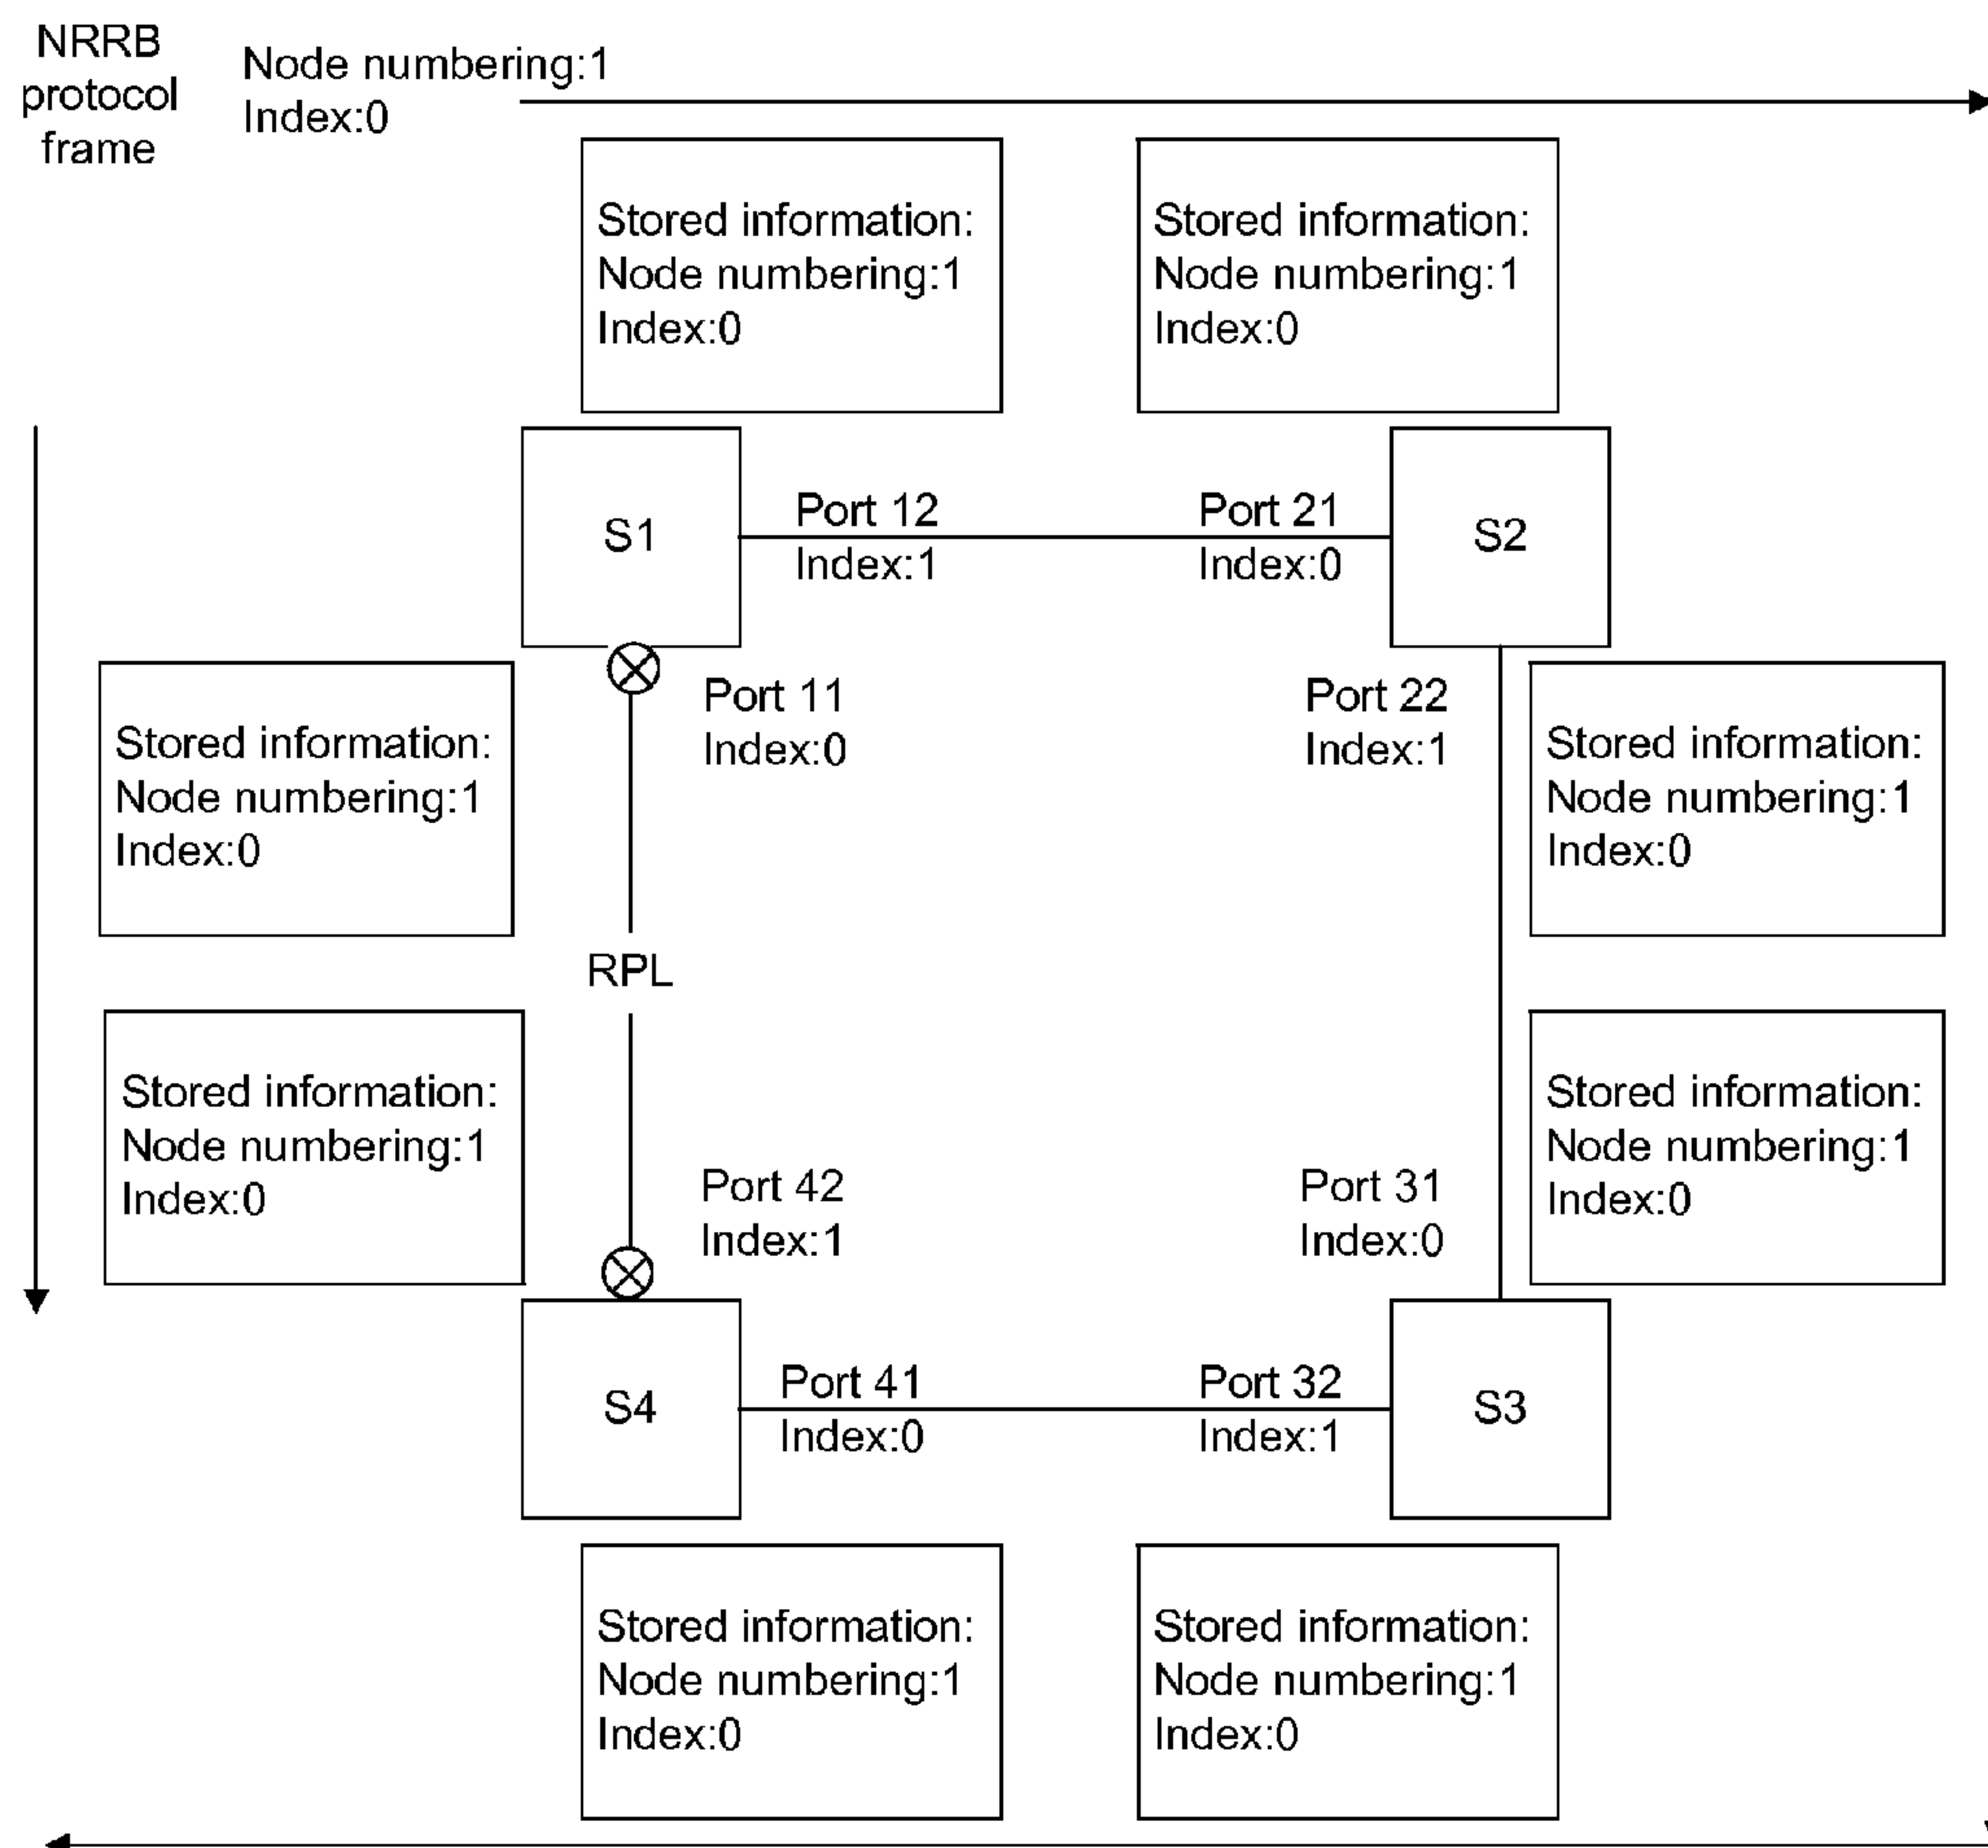 NRRB
protocol
frame
Node numbering:1
Index:0
Stored information:
Node numbering:1
Index:0
Stored information:
Node numbering:1
Index:0
S1
Port 12
Index:1
Port 21
Index:0
S2
Port 11
Index:0
Port 22
Index:1
Stored information:
Node numbering:1
Index:0
Stored information:
Node numbering:1
Index:0
RPL
Stored information:
Node numbering:1
Index:0
Stored information:
Node numbering:1
Index:0
Port 42
Index:1
Port 31
Index:0
S4
Port 41
Index:0
Port 32
Index:1
S3
Stored information:
Node numbering:1
Index:0
Stored information:
Node numbering:1
Index:0